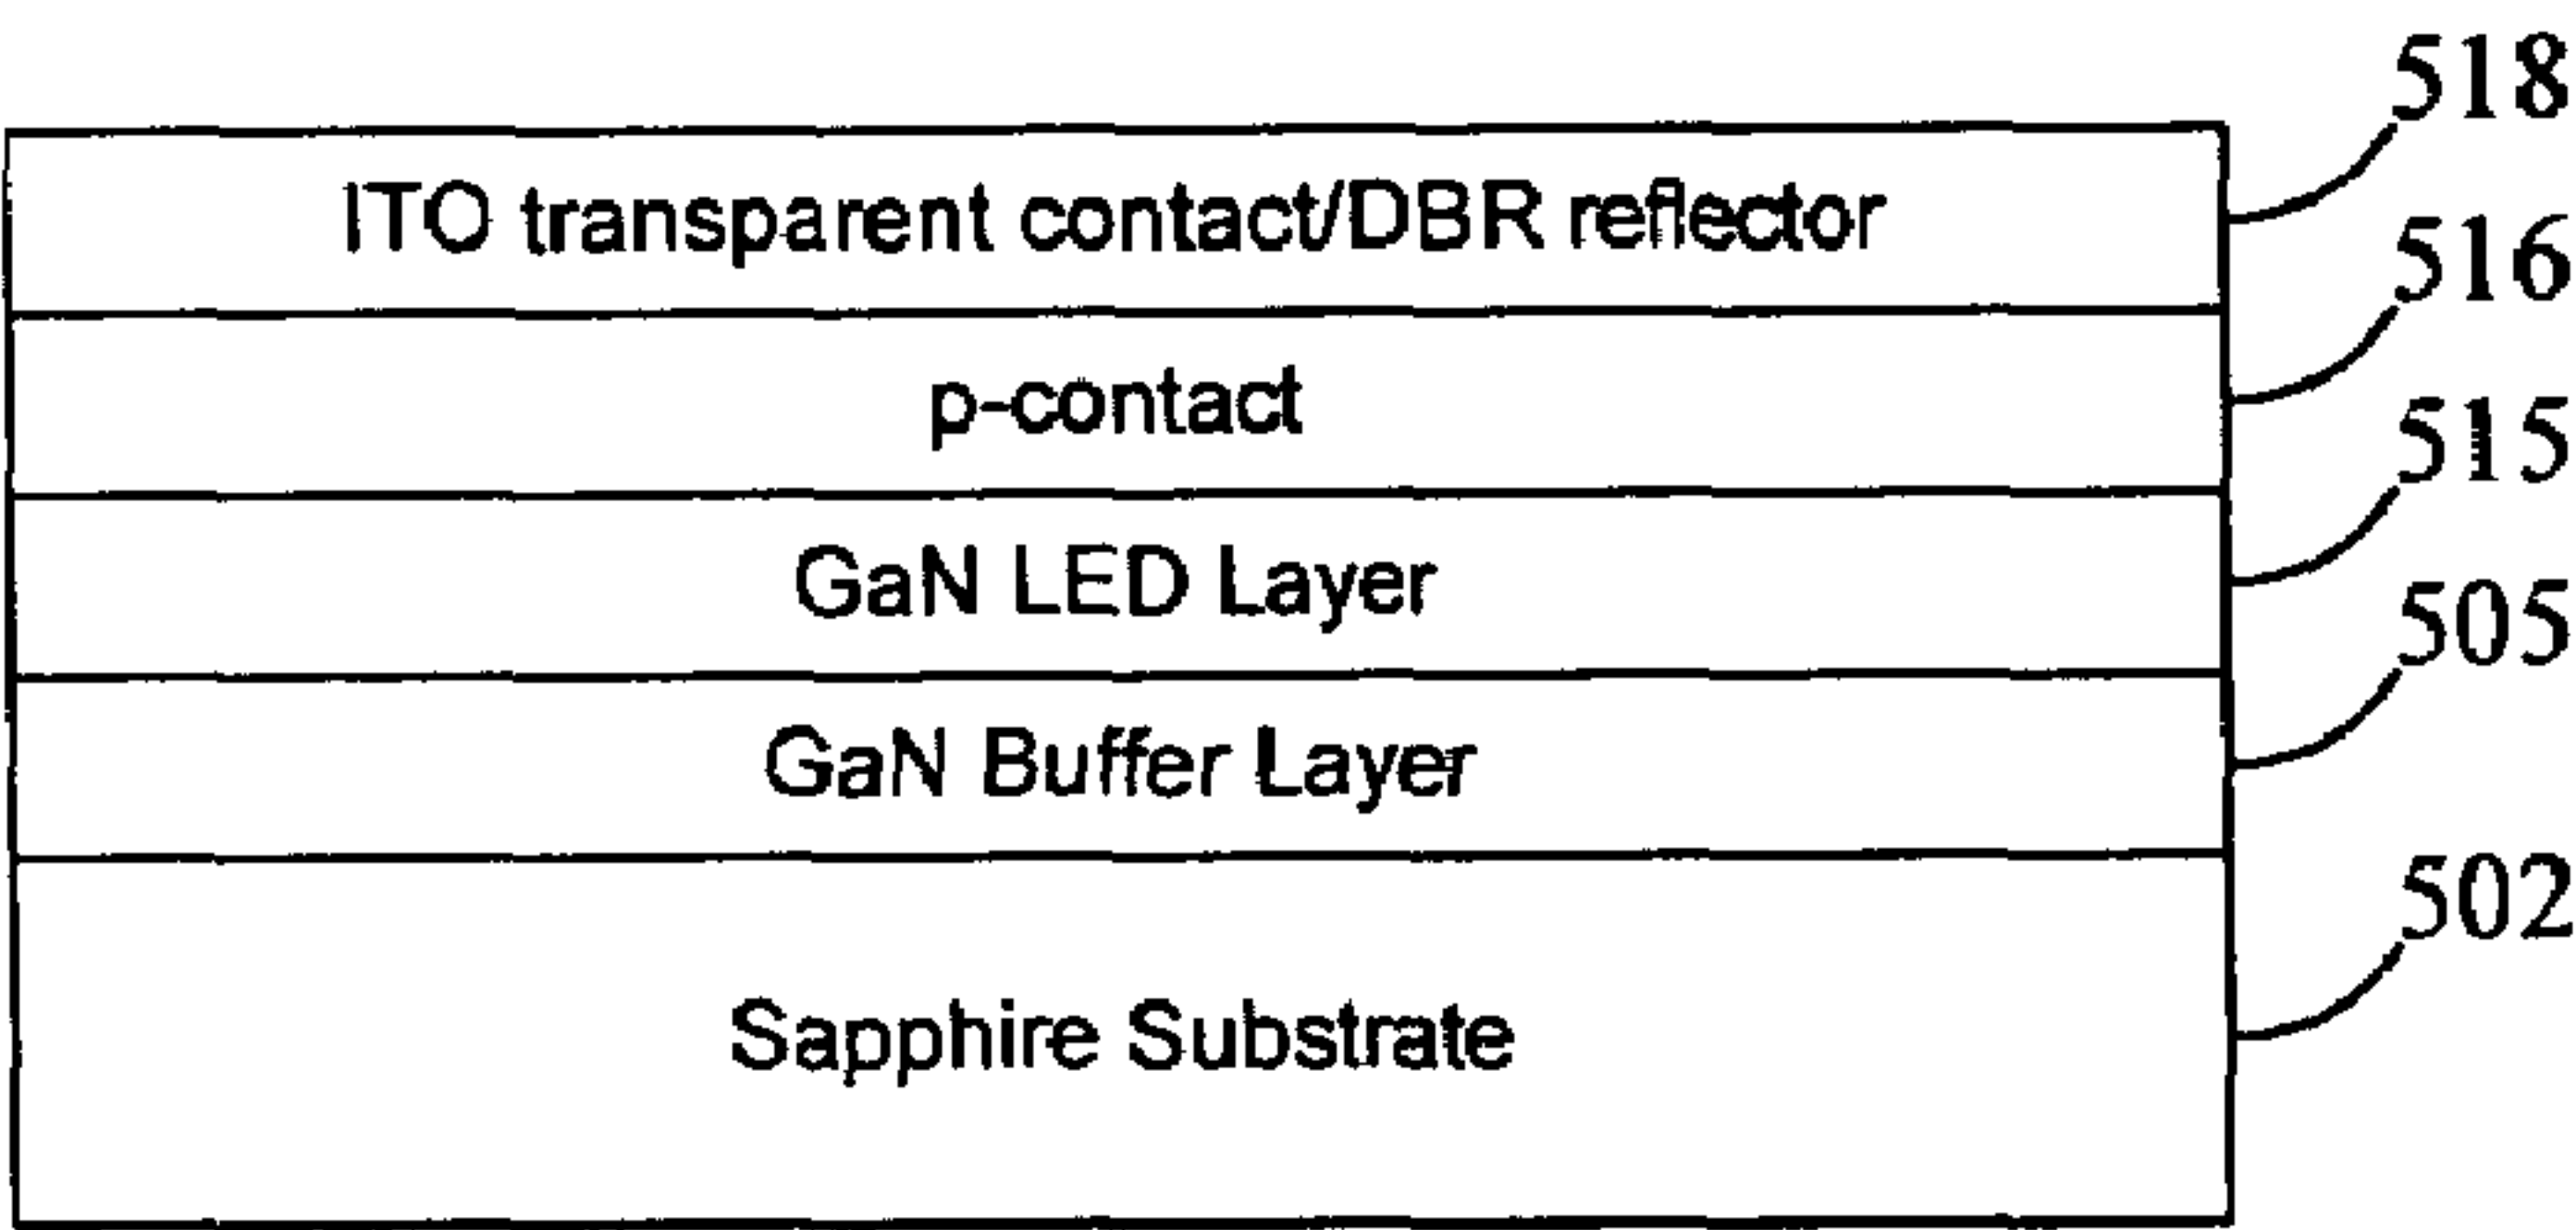 518
ITO transparent contact/DBR reflector
516
p-contact
515
GaN LED Layer
505
GaN Buffer Layer
502
Sapphire Substrate